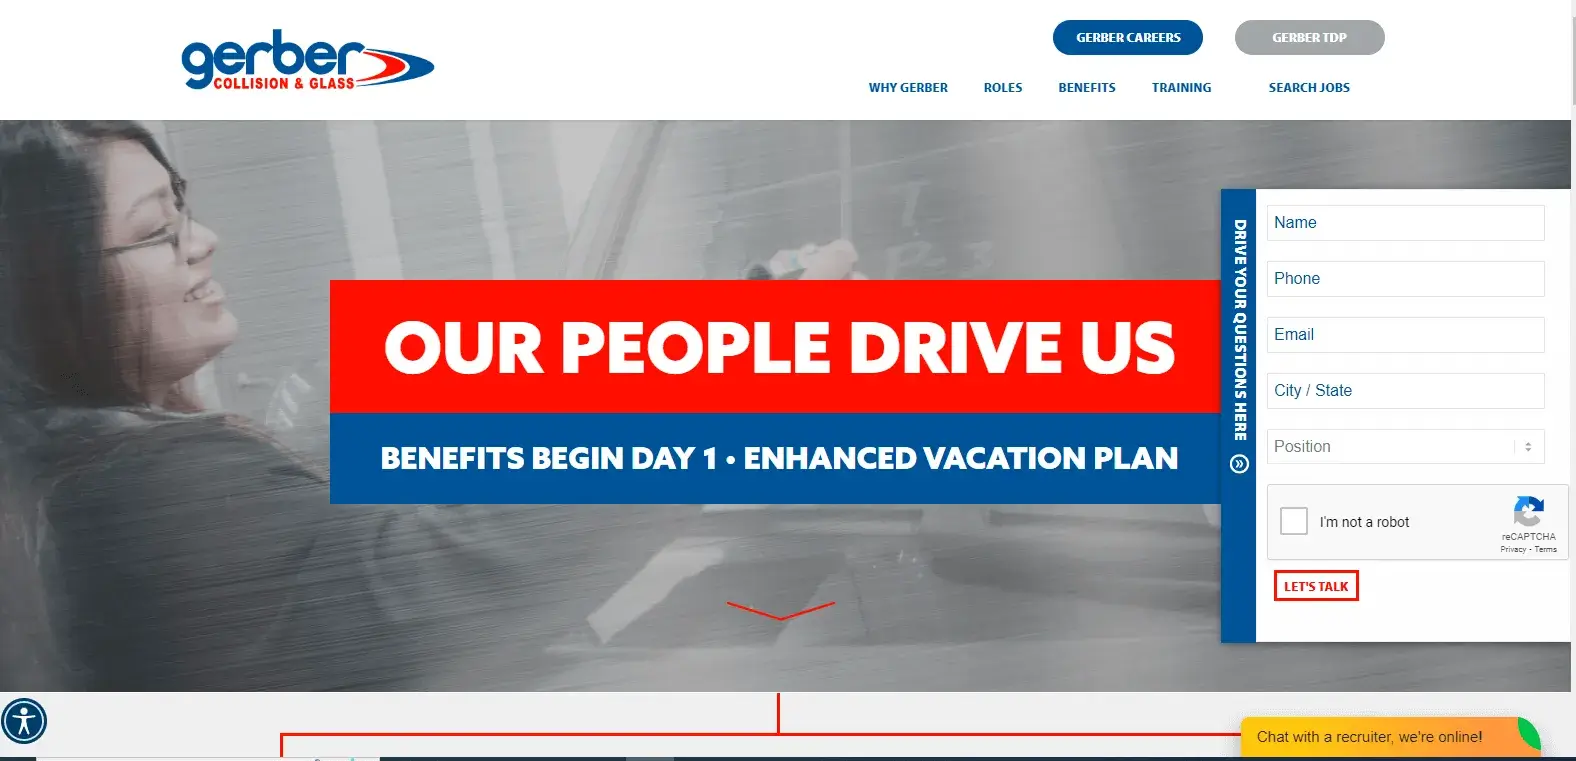 gerber
COLLISION & GLASS
GERBER CAREERS
GERBER TDP
WHY GERBER
ROLES
BENEFITS
TRAINING
SEARCH JOBS
OUR PEOPLE DRIVE US
BENEFITS BEGIN DAY 1 • ENHANCED VACATION PLAN
DRIVE YOUR QUESTIONS HERE
Name
Phone
Email
City / State
Position
I'm not a robot
reCAPTCHA
Privacy - Terms
LET'S TALK
Chat with a recruiter, we're online!